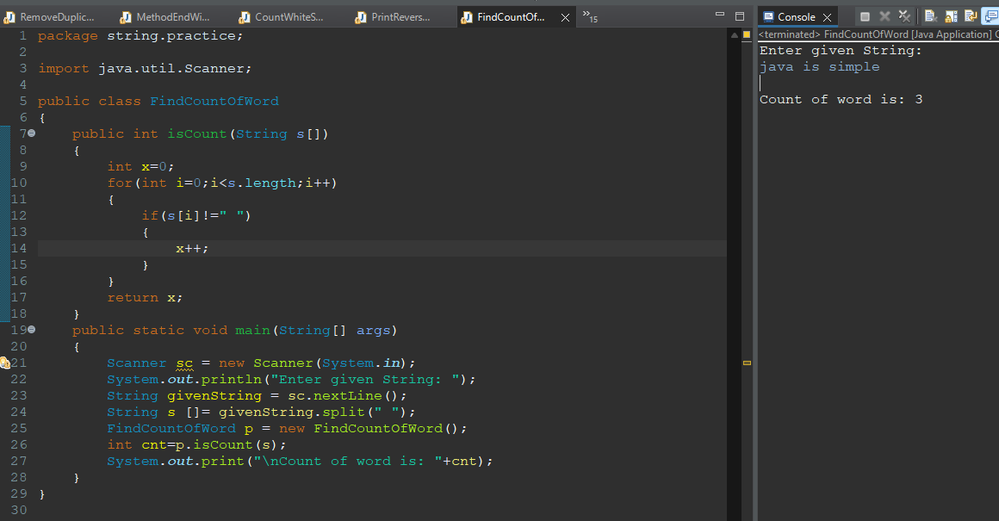 RemoveDuplic... MethodEndWi... CountWhiteS... PrintRevers... FindCountOf... »15
1 package string.practice;
2
3 import java.util.Scanner;
4
5 public class FindCountOfWord
6 {
7 public int isCount(String s[])
8 {
9 int x=0;
10 for(int i=0;i<s.length;i++)
11 {
12 if(s[i]!=" ")
13 {
14 x++;
15 }
16 }
17 return x;
18 }
19 public static void main(String[] args)
20 {
21 Scanner sc = new Scanner(System.in);
22 System.out.println("Enter given String: ");
23 String givenString = sc.nextLine();
24 String s []= givenString.split(" ");
25 FindCountOfWord p = new FindCountOfWord();
26 int cnt=p.isCount(s);
27 System.out.print("\nCount of word is: "+cnt);
28 }
29 }
30
Console
<terminated> FindCountOfWord [Java Application] C
Enter given String:
java is simple
Count of word is: 3